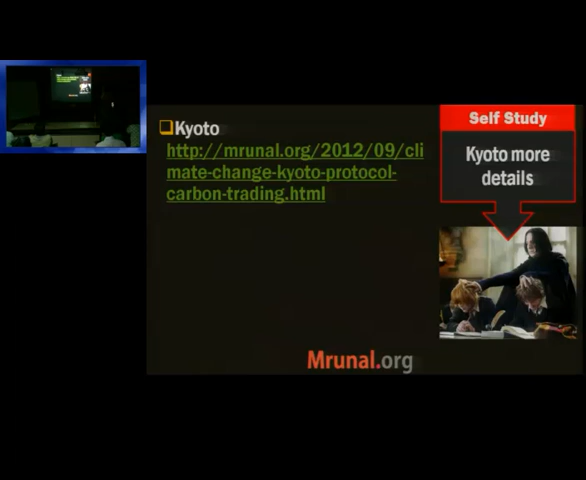 Kyoto
http://mrunal.org/2012/09/cli
mate-change-kyoto-protocol-
carbon-trading.html
Self Study
Kyoto more
details
Mrunal.org